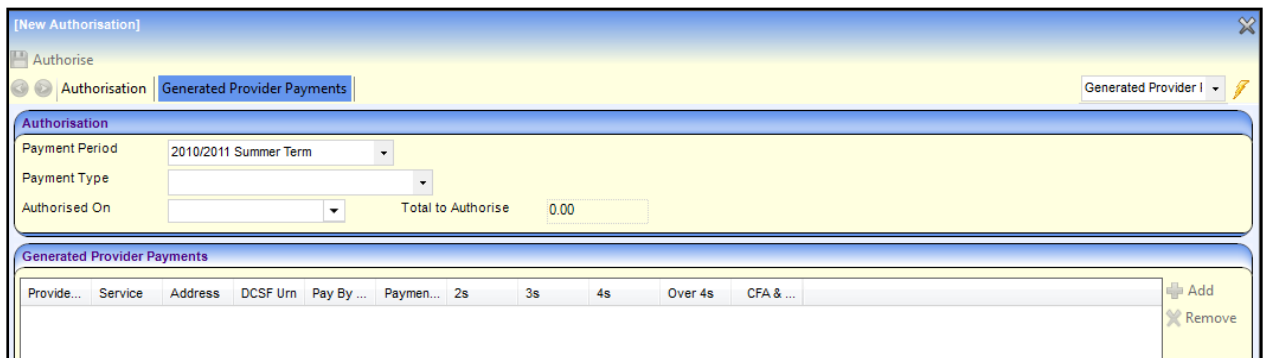 [New Authorisation]
Authorise
Authorisation Generated Provider Payments Generated Provider I
Authorisation
Payment Period 2010/2011 Summer Term
Payment Type
Authorised On Total to Authorise 0.00
Generated Provider Payments
Provide... Service Address DCSF Urn Pay By ... Paymen... 2s 3s 4s Over 4s CFA & ... Add
Remove